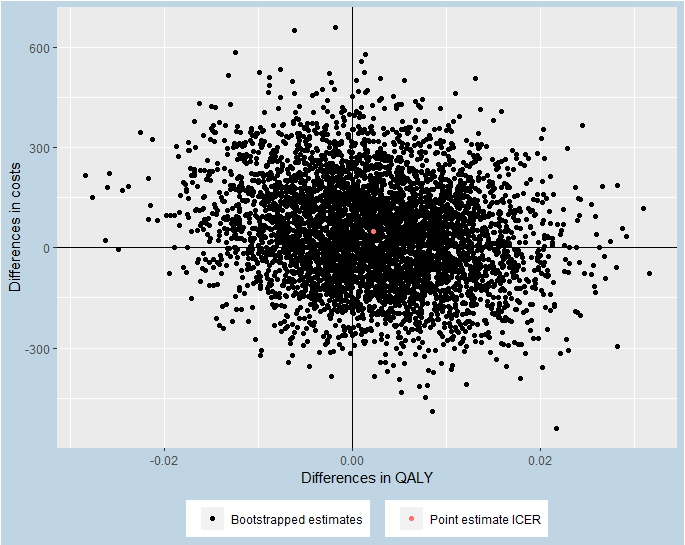 600
300
0
-300
Differences in costs
-0.02
0.00
0.02
Differences in QALY
Bootstrapped estimates
Point estimate ICER